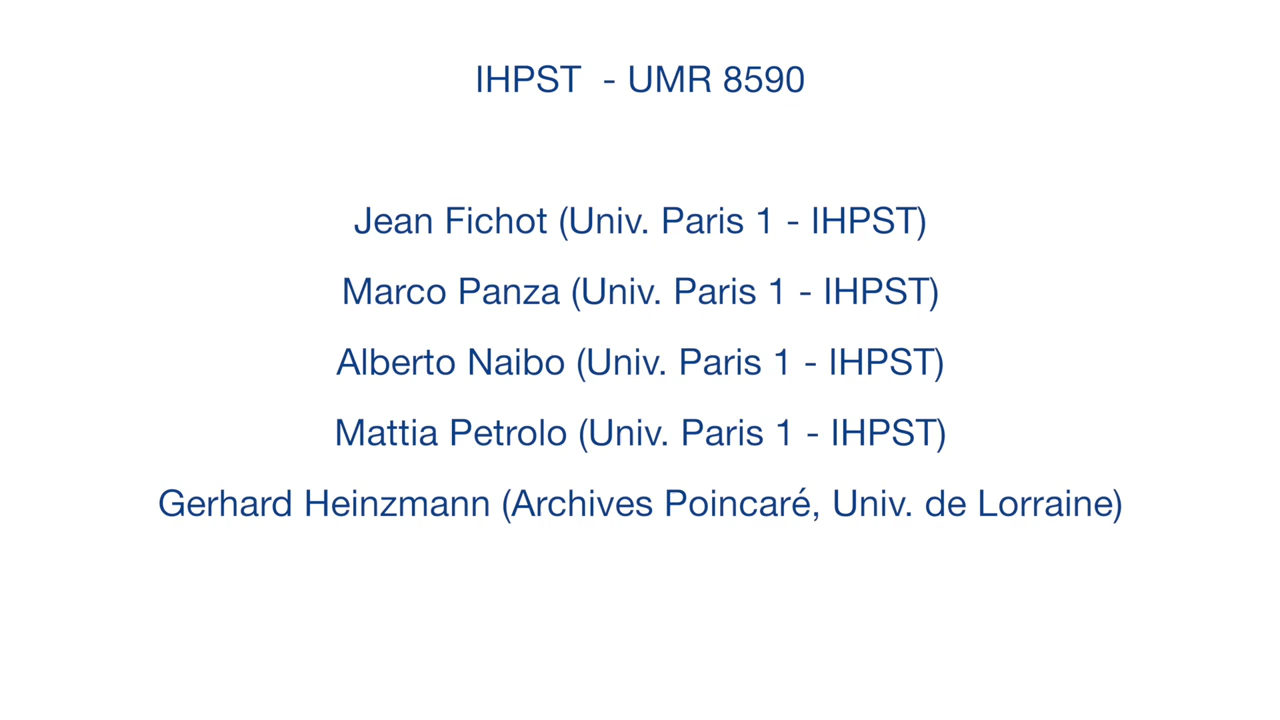 IHPST - UMR 8590
Jean Fichot (Univ. Paris 1 - IHPST)
Marco Panza (Univ. Paris 1 - IHPST)
Alberto Naibo (Univ. Paris 1 - IHPST)
Mattia Petrolo (Univ. Paris 1 - IHPST)
Gerhard Heinzmann (Archives Poincaré, Univ. de Lorraine)